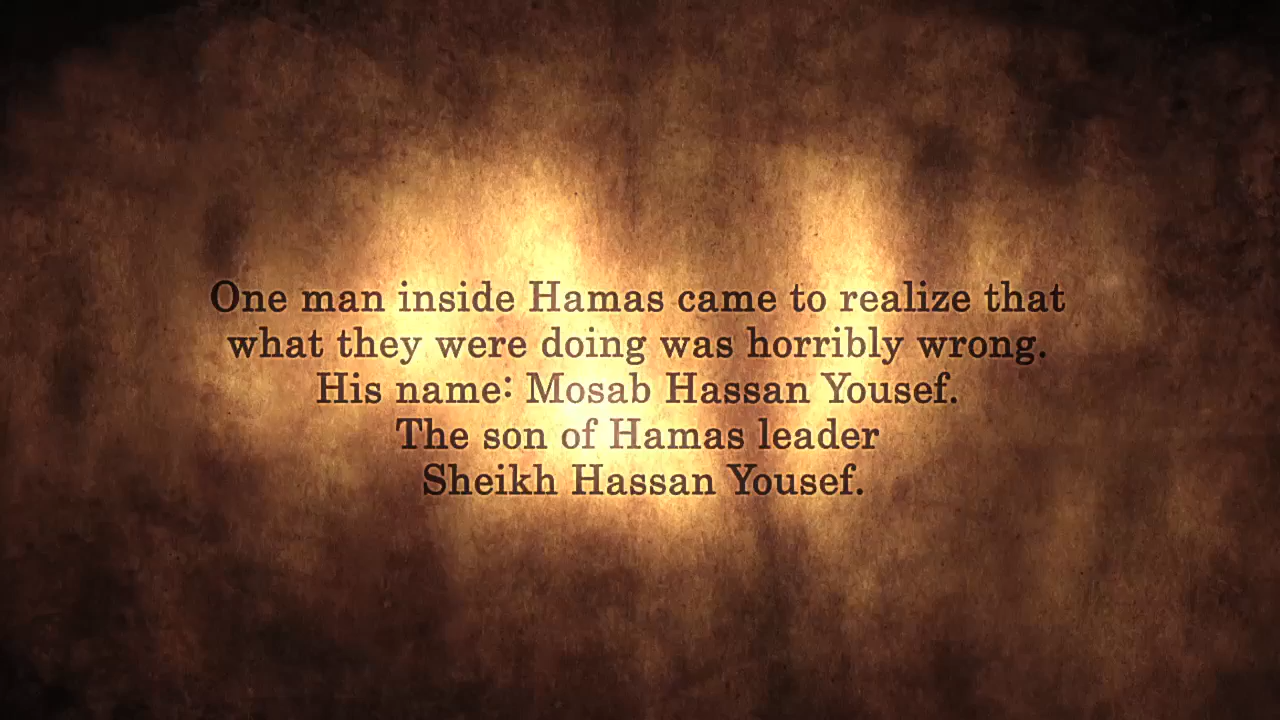 One man inside Hamas came to realize that
what they were doing was horribly wrong.
His name: Mosab Hassan Yousef.
The son of Hamas leader
Sheikh Hassan Yousef.